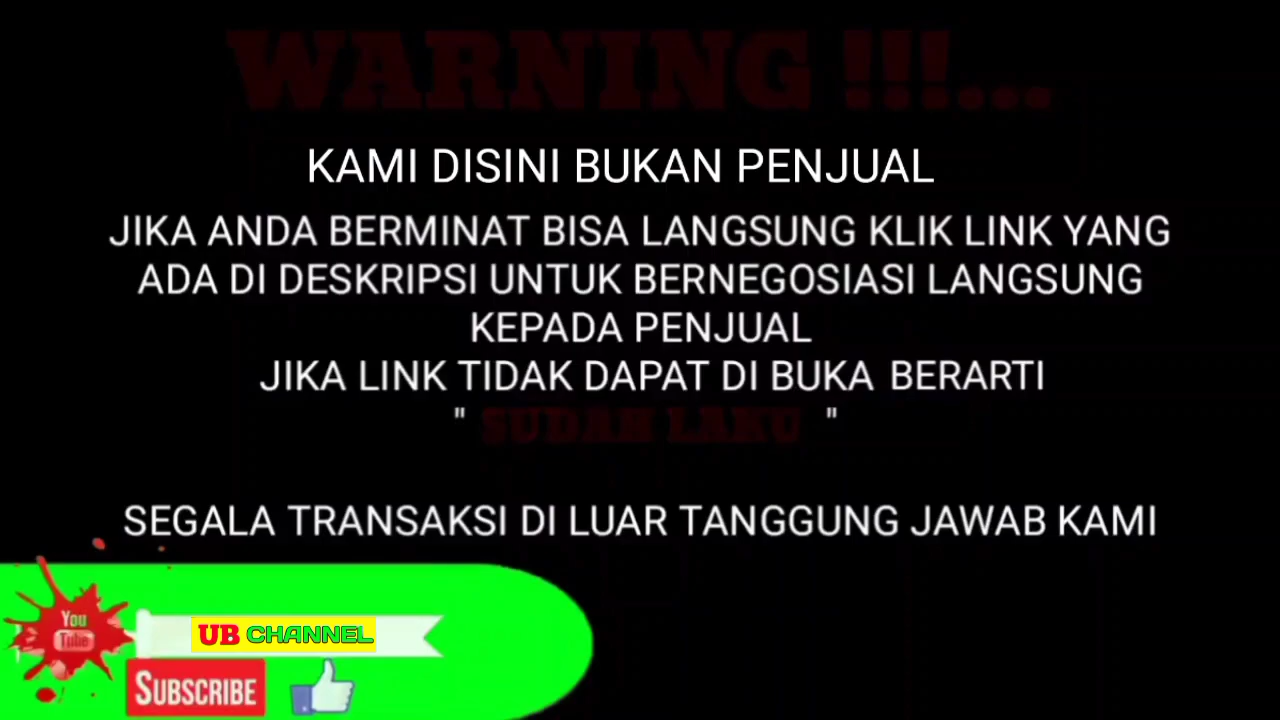 WARNING !!!...
KAMI DISINI BUKAN PENJUAL
JIKA ANDA BERMINAT BISA LANGSUNG KLIK LINK YANG
ADA DI DESKRIPSI UNTUK BERNEGOSIASI LANGSUNG
KEPADA PENJUAL
JIKA LINK TIDAK DAPAT DI BUKA BERARTI
" SUDAH LAKU "
SEGALA TRANSAKSI DI LUAR TANGGUNG JAWAB KAMI
You
Tube
UB CHANNEL
SUBSCRIBE